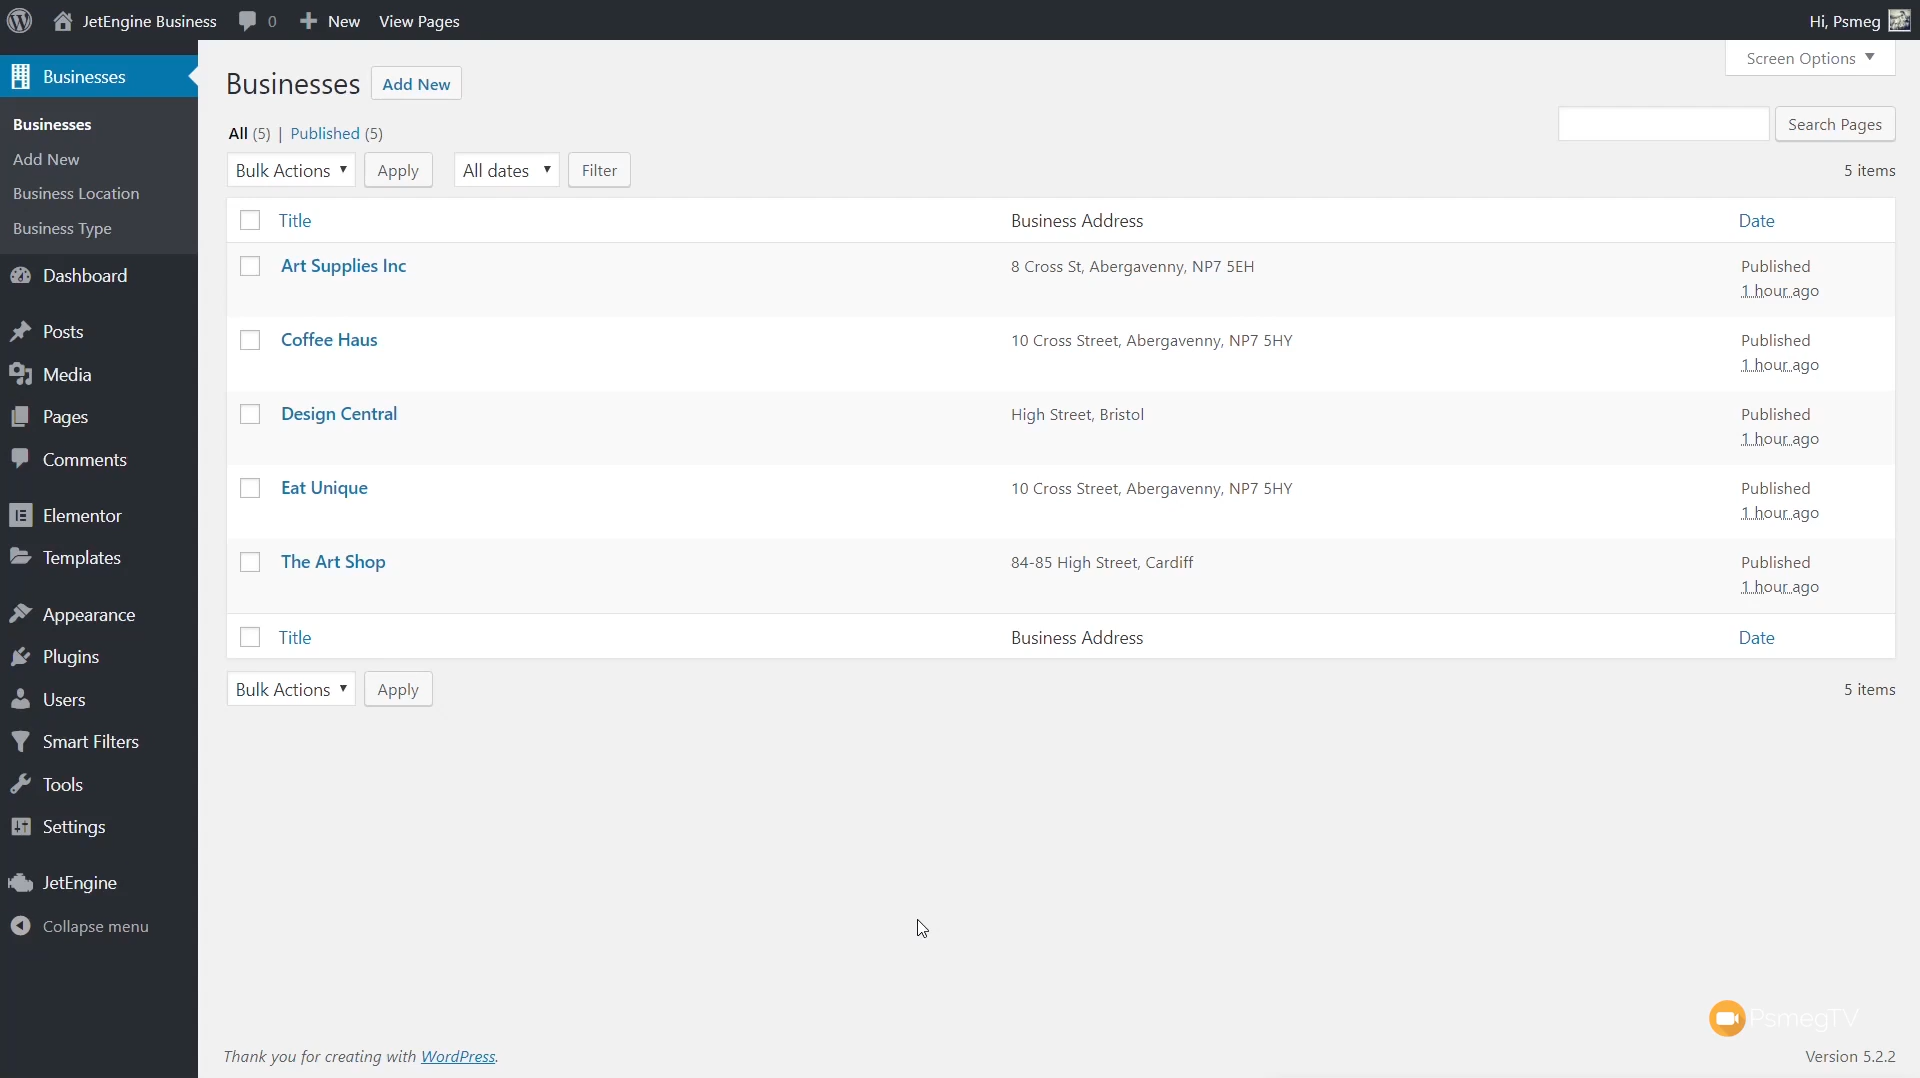 JetEngine Business 0 New View Pages Hi, Psmeg
Businesses
Businesses
Add New
Business Location
Business Type
Dashboard
Posts
Media
Pages
Comments
Elementor
Templates
Appearance
Plugins
Users
Smart Filters
Tools
Settings
JetEngine
Collapse menu
Screen Options
Businesses Add New
All (5) | Published (5)
Search Pages
Bulk Actions Apply All dates Filter 5 items
Title Business Address Date
Art Supplies Inc 8 Cross St, Abergavenny, NP7 5EH Published
1 hour ago
Coffee Haus 10 Cross Street, Abergavenny, NP7 5HY Published
1 hour ago
Design Central High Street, Bristol Published
1 hour ago
Eat Unique 10 Cross Street, Abergavenny, NP7 5HY Published
1 hour ago
The Art Shop 84-85 High Street, Cardiff Published
1 hour ago
Title Business Address Date
Bulk Actions Apply 5 items
PsmegTV
Thank you for creating with WordPress. Version 5.2.2